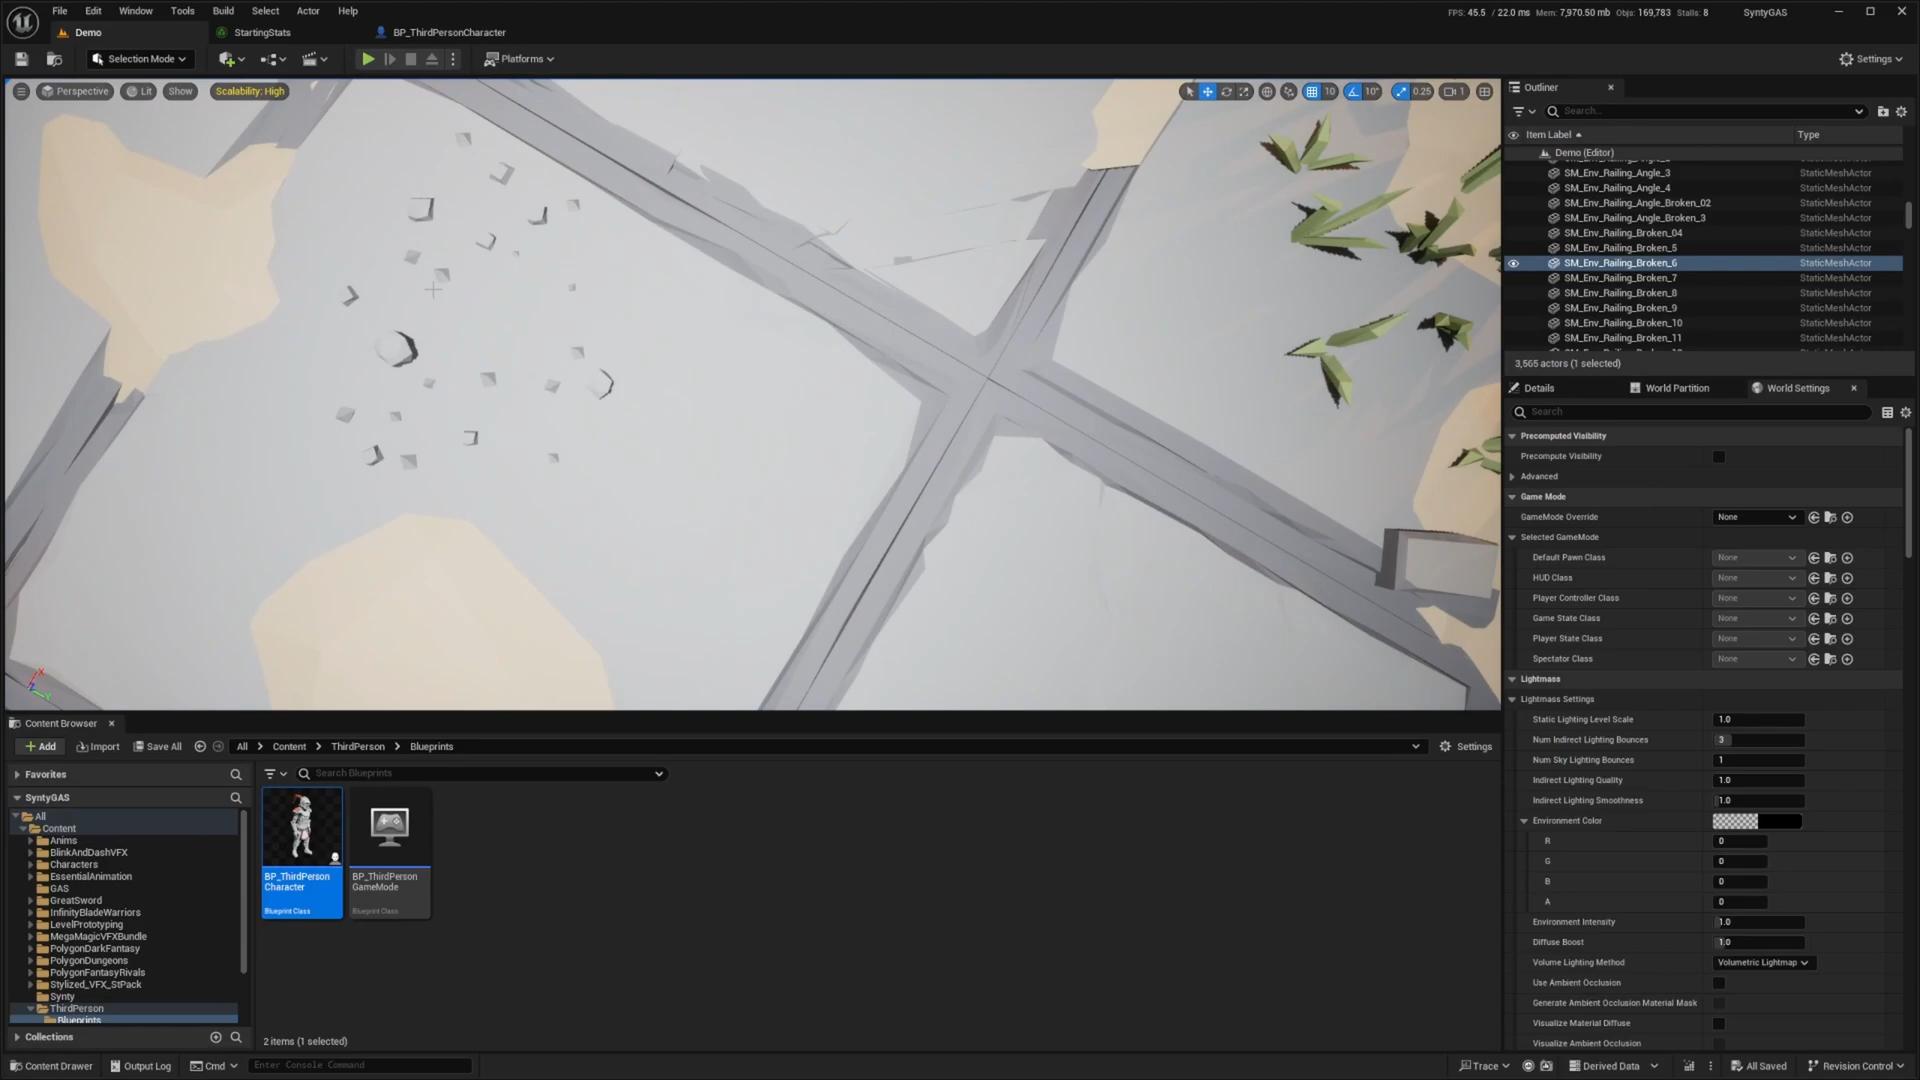 File Edit Window Tools Build Select Actor Help
FPS: 45.5 / 22.0 ms Mem: 7,970.50 mb Objs: 169,783 Stalls: 8
SyntyGAS
Demo
StartingStats
BP_ThirdPersonCharacter
Selection Mode
Platforms
Settings
Perspective
Lit
Show
Scalability: High
10
10°
0.25
1
Outliner
Search...
Item Label
Type
Demo (Editor)
SM_Env_Railing_Angle_3 StaticMeshActor
SM_Env_Railing_Angle_4 StaticMeshActor
SM_Env_Railing_Angle_Broken_02 StaticMeshActor
SM_Env_Railing_Angle_Broken_3 StaticMeshActor
SM_Env_Railing_Broken_04 StaticMeshActor
SM_Env_Railing_Broken_5 StaticMeshActor
SM_Env_Railing_Broken_6 StaticMeshActor
SM_Env_Railing_Broken_7 StaticMeshActor
SM_Env_Railing_Broken_8 StaticMeshActor
SM_Env_Railing_Broken_9 StaticMeshActor
SM_Env_Railing_Broken_10 StaticMeshActor
SM_Env_Railing_Broken_11 StaticMeshActor
3,565 actors (1 selected)
Details
World Partition
World Settings
Search
Precomputed Visibility
Precompute Visibility
Advanced
Game Mode
GameMode Override None
Selected GameMode
Default Pawn Class None
HUD Class None
Player Controller Class None
Game State Class None
Player State Class None
Spectator Class None
Lightmass
Lightmass Settings
Static Lighting Level Scale 1.0
Num Indirect Lighting Bounces 3
Num Sky Lighting Bounces 1
Indirect Lighting Quality 1.0
Indirect Lighting Smoothness 1.0
Environment Color
R 0
G 0
B 0
A 0
Environment Intensity 1.0
Diffuse Boost 1.0
Volume Lighting Method Volumetric Lightmap
Use Ambient Occlusion
Generate Ambient Occlusion Material Mask
Visualize Material Diffuse
Visualize Ambient Occlusion
X
Z
Y
Content Browser
Add
Import
Save All
All
Content
ThirdPerson
Blueprints
Settings
Favorites
Search Blueprints
SyntyGAS
All
Content
Anims
BlinkAndDashVFX
Characters
EssentialAnimation
GAS
GreatSword
InfinityBladeWarriors
LevelPrototyping
MegaMagicVFXBundle
PolygonDarkFantasy
PolygonDungeons
PolygonFantasyRivals
Stylized_VFX_StPack
Synty
ThirdPerson
Blueprints
Collections
BP_ThirdPerson
Character
Blueprint Class
BP_ThirdPerson
GameMode
Blueprint Class
2 items (1 selected)
Content Drawer
Output Log
Cmd
Enter Console Command
Trace
Derived Data
All Saved
Revision Control